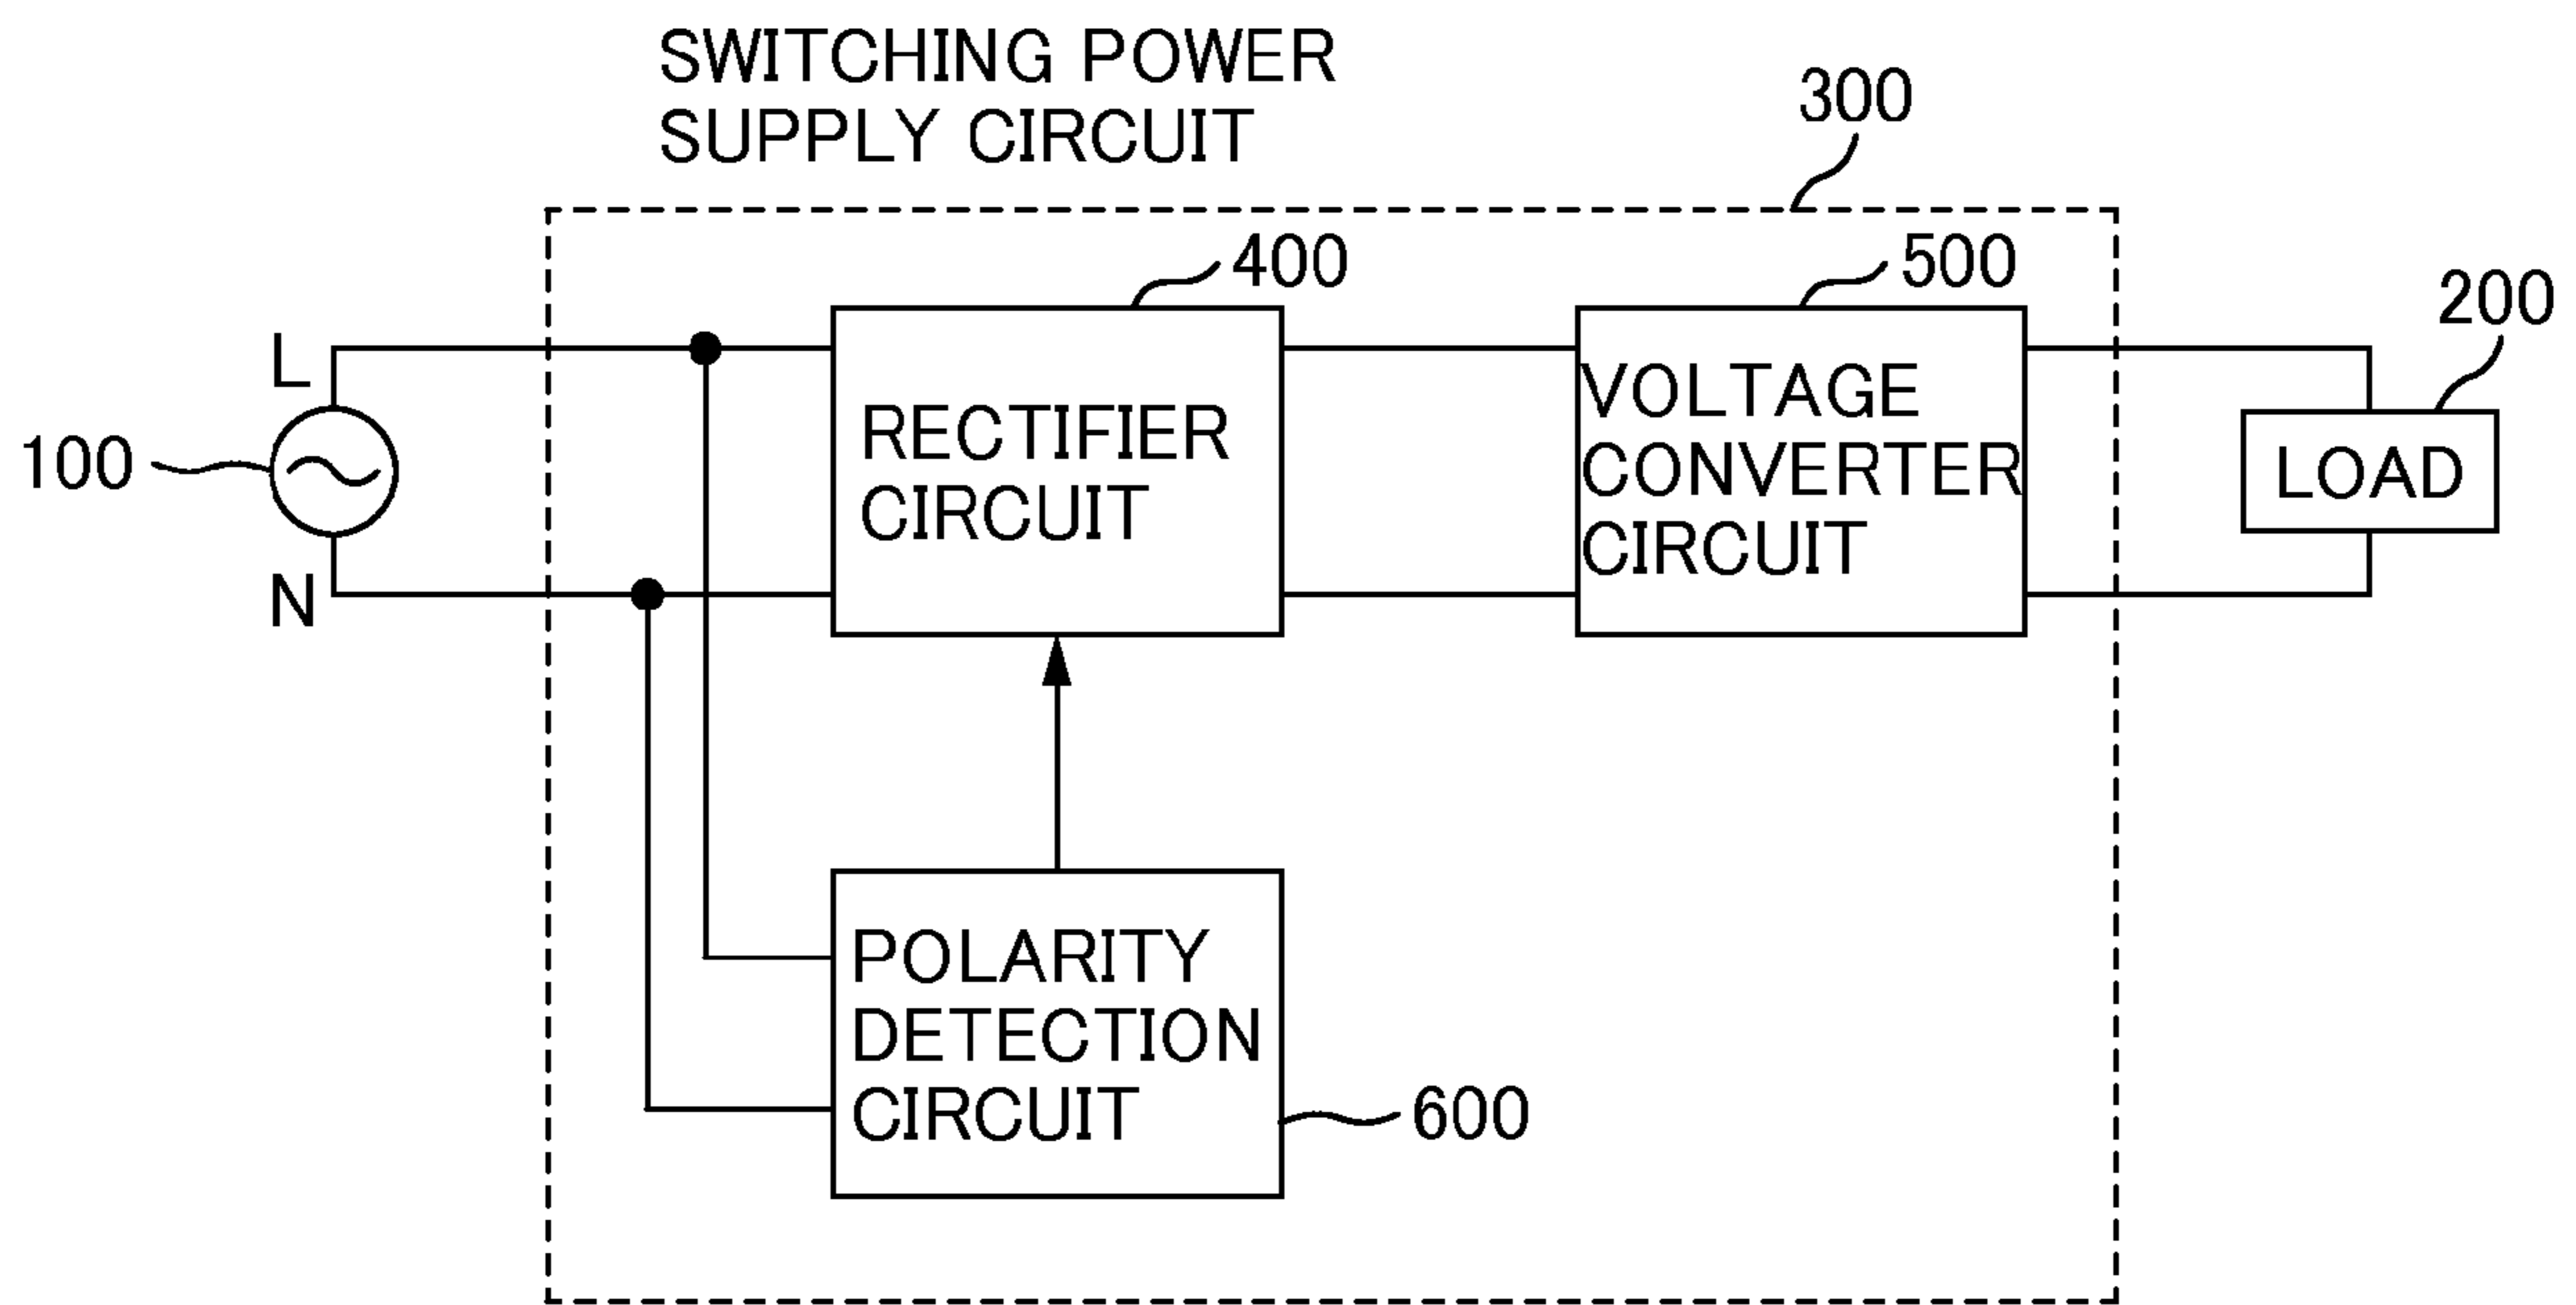 SWITCHING POWER
SUPPLY CIRCUIT
300
400
500
200
L
100
N
RECTIFIER
CIRCUIT
VOLTAGE
CONVERTER
CIRCUIT
LOAD
POLARITY
DETECTION
CIRCUIT
600